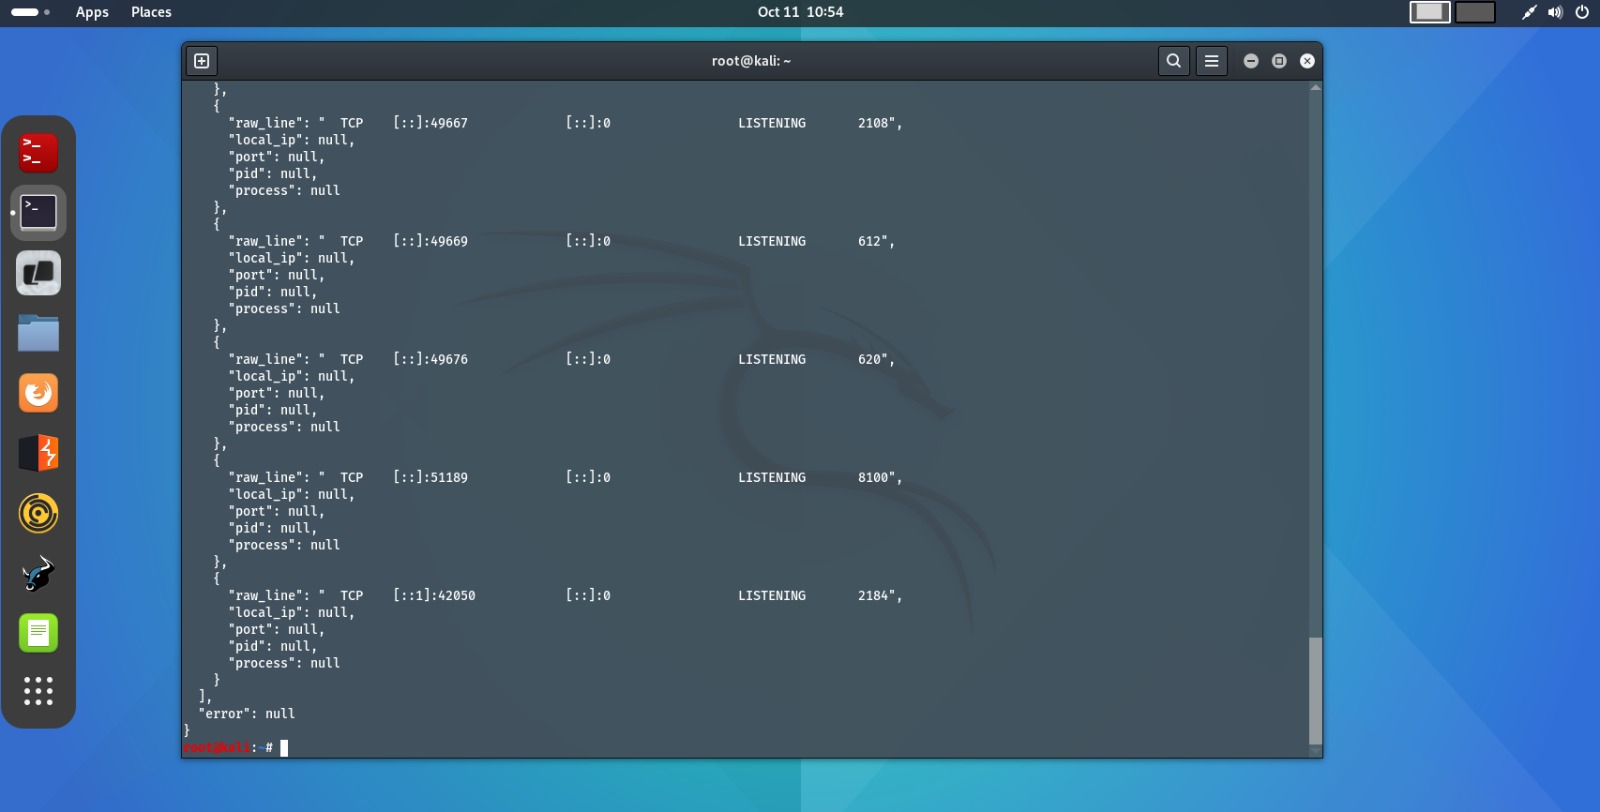 Apps Places Oct 11 10:54
root@kali: ~
},
{
"raw_line": " TCP [::]:49667 [::]:0 LISTENING 2108",
"local_ip": null,
"port": null,
"pid": null,
"process": null
},
{
"raw_line": " TCP [::]:49669 [::]:0 LISTENING 612",
"local_ip": null,
"port": null,
"pid": null,
"process": null
},
{
"raw_line": " TCP [::]:49676 [::]:0 LISTENING 620",
"local_ip": null,
"port": null,
"pid": null,
"process": null
},
{
"raw_line": " TCP [::]:51189 [::]:0 LISTENING 8100",
"local_ip": null,
"port": null,
"pid": null,
"process": null
},
{
"raw_line": " TCP [::1]:42050 [::]:0 LISTENING 2184",
"local_ip": null,
"port": null,
"pid": null,
"process": null
}
],
"error": null
}
root@kali:~#